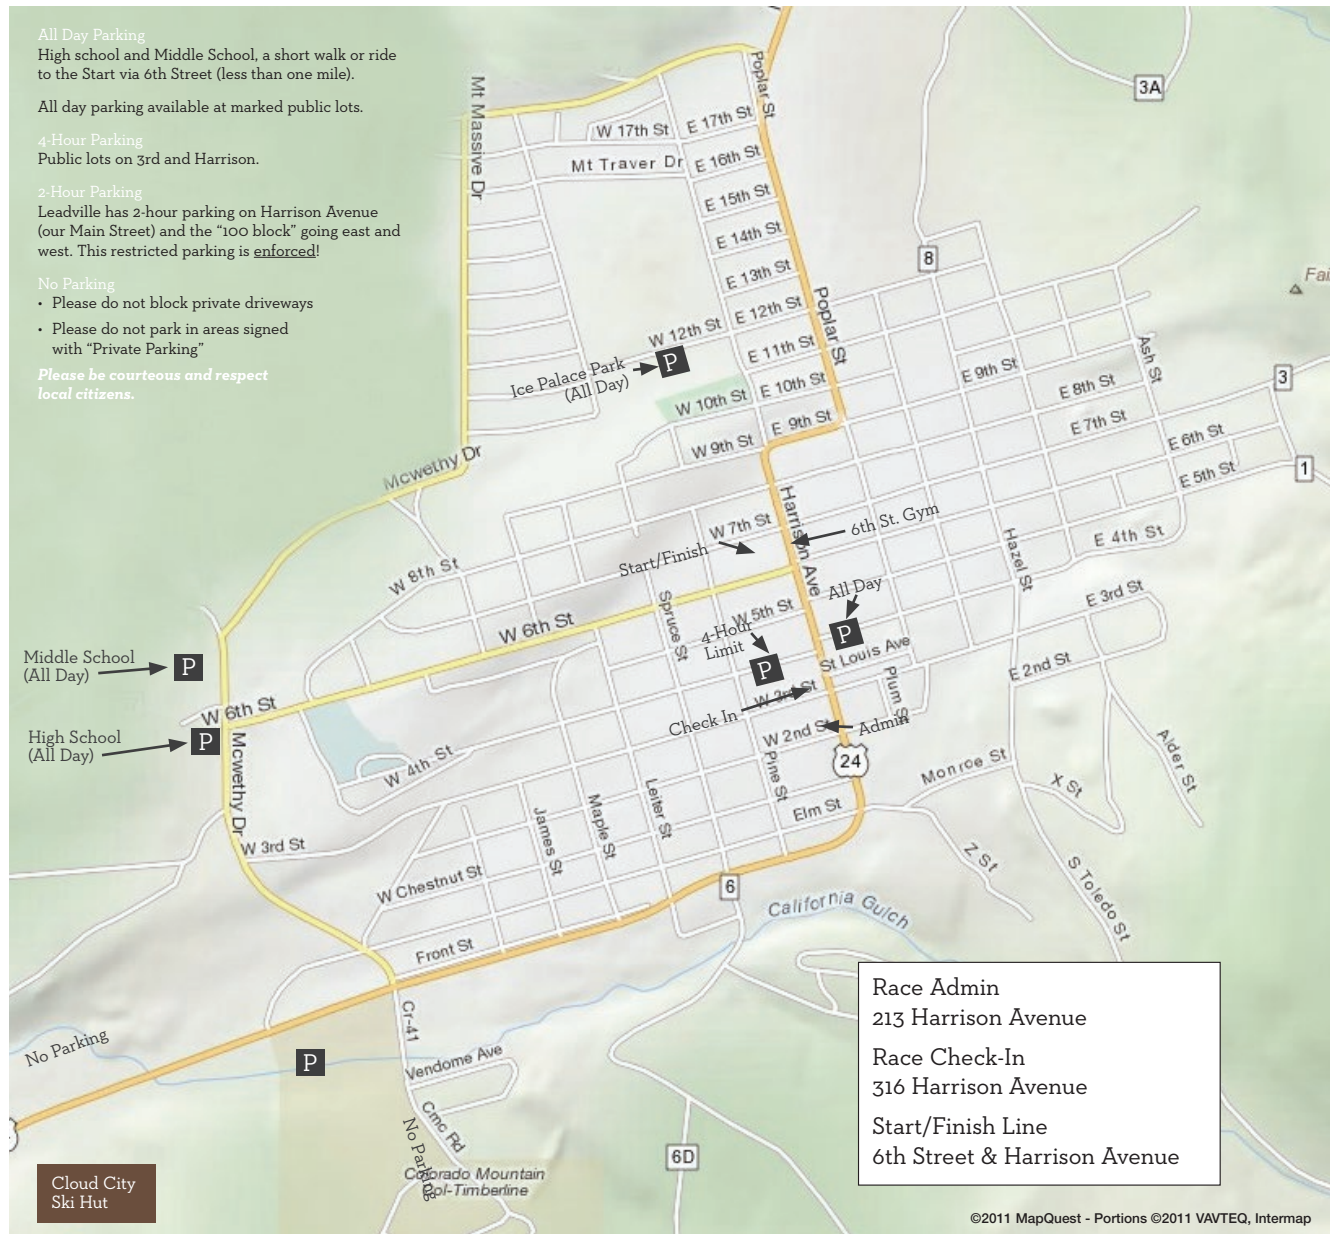 All Day Parking
High school and Middle School, a short walk or ride
to the Start via 6th Street (less than one mile).
All day parking available at marked public lots.
4-Hour Parking
Public lots on 3rd and Harrison.
2-Hour Parking
Leadville has 2-hour parking on Harrison Avenue
(our Main Street) and the “100 block” going east and
west. This restricted parking is enforced!
No Parking
• Please do not block private driveways
• Please do not park in areas signed
with “Private Parking”
Please be courteous and respect
local citizens.
Mt Massive Dr
Poplar St
3A
W 17th St
E 17th St
Mt Traver Dr
E 16th St
E 15th St
E 14th St
E 13th St
8
E 12th St
W 12th St
Poplar St
E 11th St
Ice Palace Park
(All Day)
P
E 10th St
W 10th St
E 9th St
W 9th St
E 9th St
E 8th St
E 7th St
Ash St
E 6th St
E 5th St
3
1
Mcwethy Dr
Harrison Ave
W 7th St
6th St. Gym
Start/Finish
Hazel St
E 4th St
W 8th St
All Day
P
E 3rd St
W 6th St
Spruce St
W 5th St
4-Hour
Limit
P
St Louis Ave
E 2nd St
Middle School
(All Day)
P
W 6th St
Plum St
W 3rd St
Check In
High School
(All Day)
P
W 2nd St
Admin
24
Mcwethy Dr
W 4th St
Pine St
Monroe St
Alder St
X St
Leiter St
Maple St
James St
Elm St
W 3rd St
Z St
S Toledo St
W Chestnut St
6
California Gulch
Front St
Cr-41
No Parking
P
Vendome Ave
Cmc Rd
No Parking
6D
Race Admin
213 Harrison Avenue
Race Check-In
316 Harrison Avenue
Start/Finish Line
6th Street & Harrison Avenue
Cloud City
Ski Hut
©2011 MapQuest - Portions ©2011 VAVTEQ, Intermap